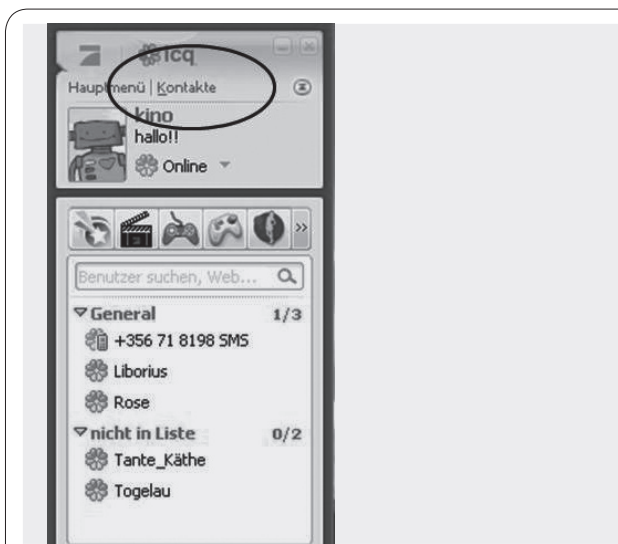 icq
Hauptmenü | Kontakte
kino
hallo!!
Online
Benutzer suchen, Web...
General 1/3
+356 71 8198 SMS
Liborius
Rose
nicht in Liste 0/2
Tante_Käthe
Togelau